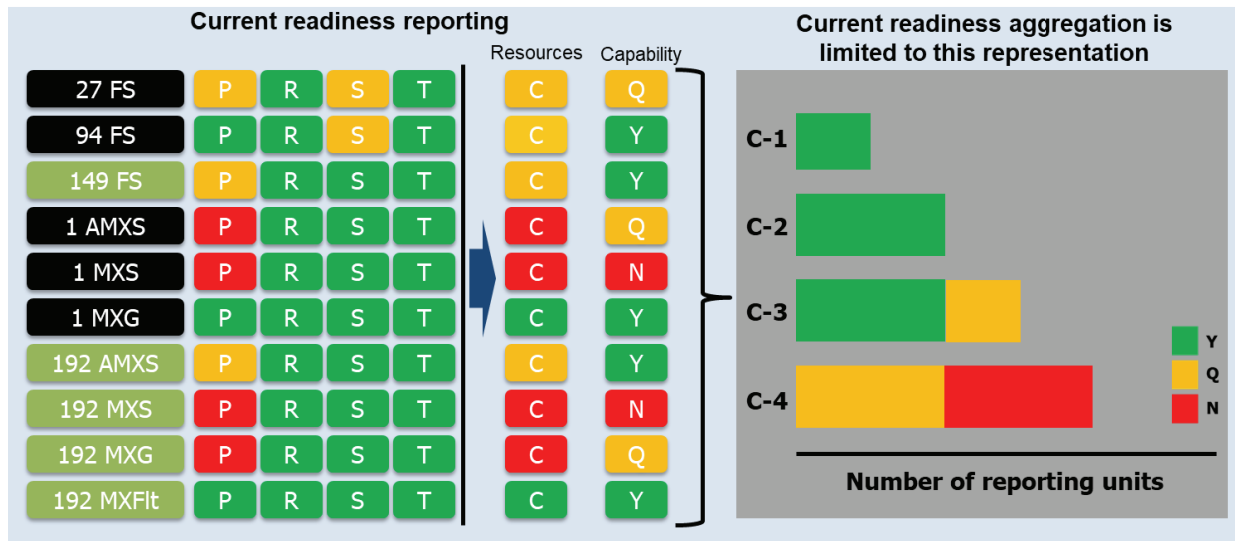 Current readiness reporting
Resources Capability
27 FS P R S T C Q
94 FS P R S T C Y
149 FS P R S T C Y
1 AMXS P R S T C Q
1 MXS P R S T C N
1 MXG P R S T C Y
192 AMXS P R S T C Y
192 MXS P R S T C N
192 MXG P R S T C Q
192 MXFlt P R S T C Y
Current readiness aggregation is
limited to this representation
C-1
C-2
C-3
C-4
Y
Q
N
Number of reporting units